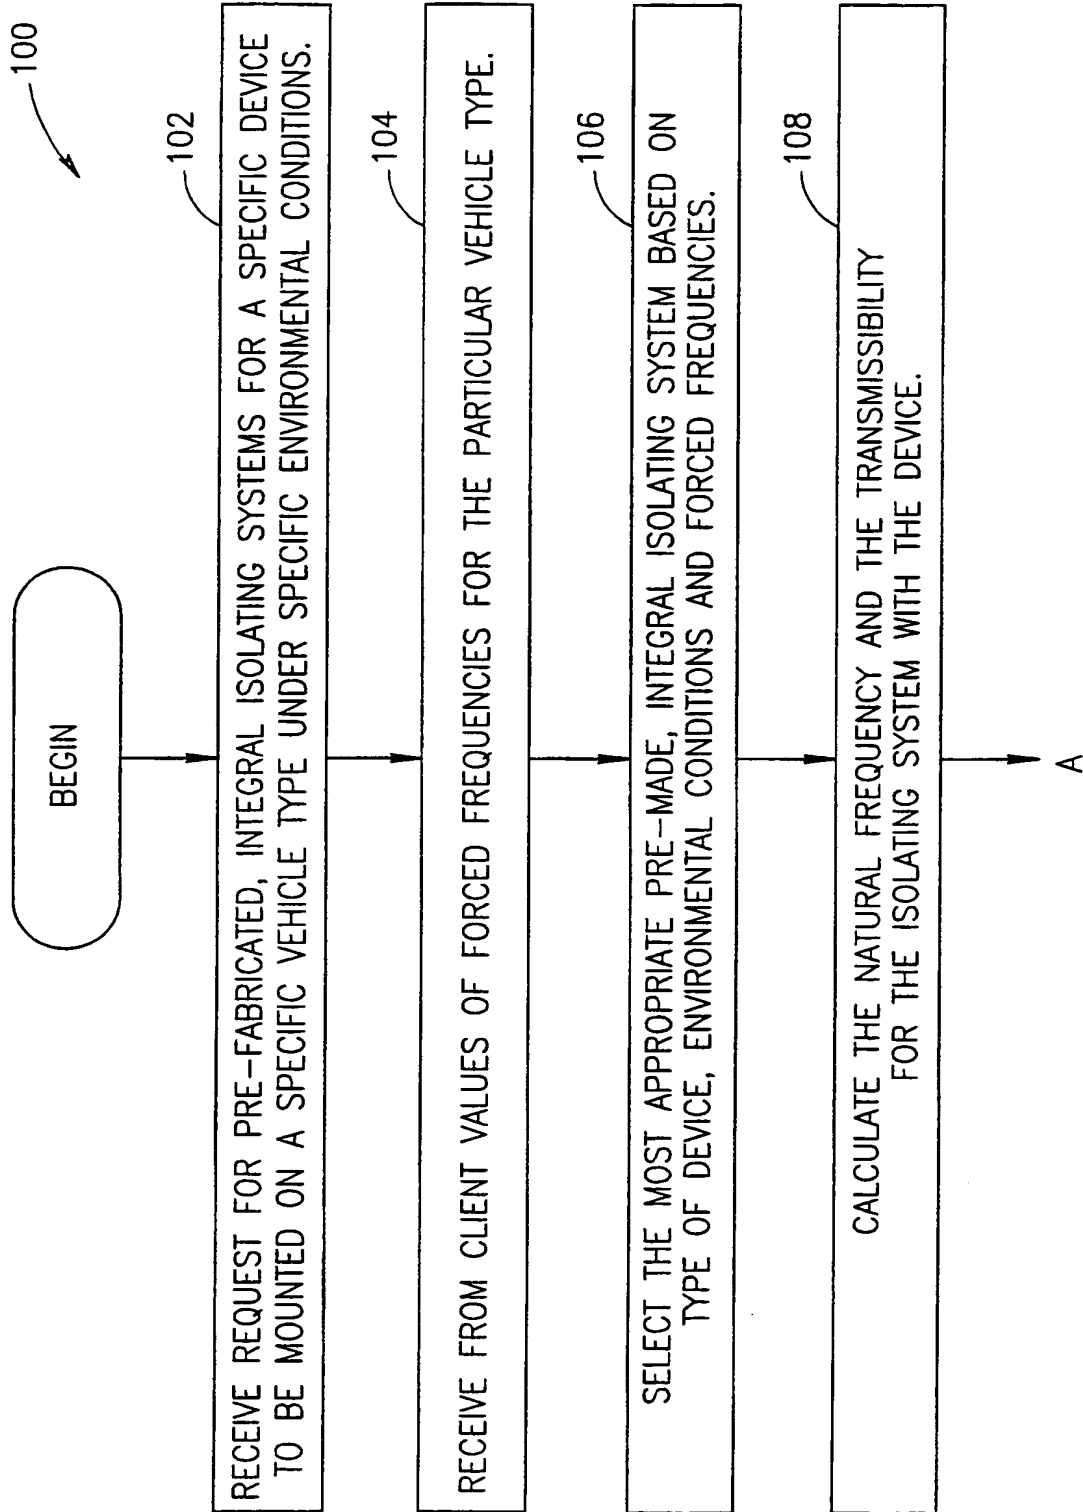 100
BEGIN
102
RECEIVE REQUEST FOR PRE-FABRICATED, INTEGRAL ISOLATING SYSTEMS FOR A SPECIFIC DEVICE
TO BE MOUNTED ON A SPECIFIC VEHICLE TYPE UNDER SPECIFIC ENVIRONMENTAL CONDITIONS.
104
RECEIVE FROM CLIENT VALUES OF FORCED FREQUENCIES FOR THE PARTICULAR VEHICLE TYPE.
106
SELECT THE MOST APPROPRIATE PRE-MADE, INTEGRAL ISOLATING SYSTEM BASED ON
TYPE OF DEVICE, ENVIRONMENTAL CONDITIONS AND FORCED FREQUENCIES.
108
CALCULATE THE NATURAL FREQUENCY AND THE TRANSMISSIBILITY
FOR THE ISOLATING SYSTEM WITH THE DEVICE.
A